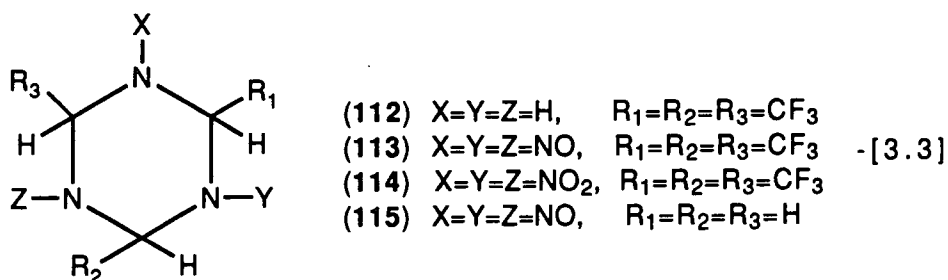 X
R3
N
R1
H
H
Z—N
N—Y
R2
H
(112) X=Y=Z=H, R1=R2=R3=CF3
(113) X=Y=Z=NO, R1=R2=R3=CF3 -[3.3]
(114) X=Y=Z=NO2, R1=R2=R3=CF3
(115) X=Y=Z=NO, R1=R2=R3=H